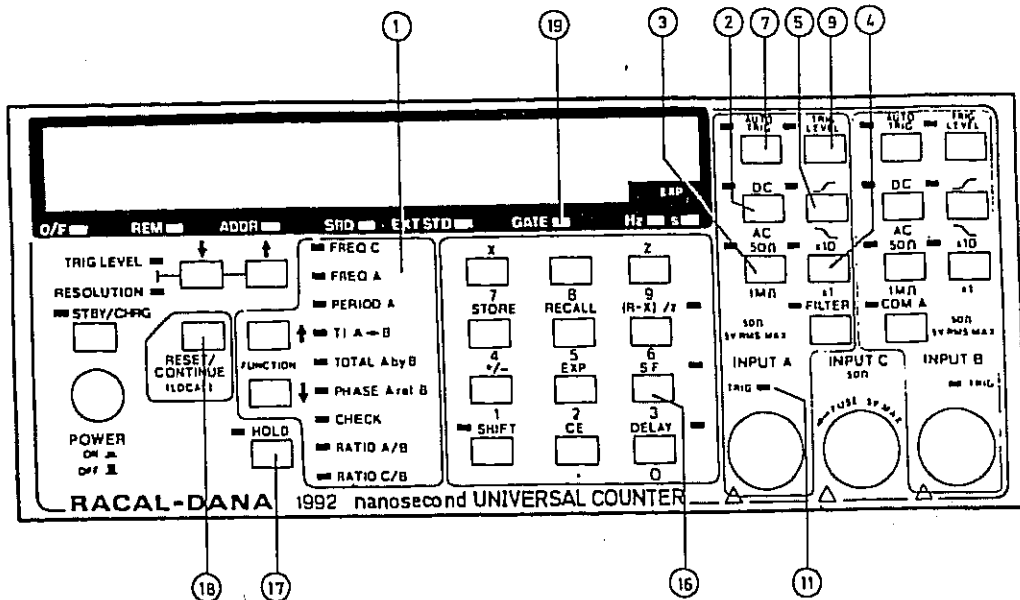 3 19 2 7 5 9 4
1
AUTO TRIG TRIG LEVEL AUTO TRIG TRIG LEVEL
EXP
O/F REM ADDR SRD EXT STD GATE Hz s
DC DC
TRIG LEVEL
RESOLUTION
STBY/CHRG
RESET/
CONTINUE
(LOCAL)
POWER
ON
OFF
FUNCTION
HOLD
FREQ C
FREQ A
PERIOD A
T I A→B
TOTAL A by B
PHASE A rel B
CHECK
RATIO A/B
RATIO C/B
X Z
7 8 9
STORE RECALL (R-X)/Z
4 5 6
+/- EXP SF
1 2 3
SHIFT CE DELAY
. 0
AC AC
50Ω x10 50Ω x10
1MΩ x1 1MΩ x1
FILTER COM A
50Ω 50Ω
5V RMS MAX 5V RMS MAX
INPUT A INPUT C INPUT B
50Ω
TRIG TRIG
FUSE 5V MAX
RACAL-DANA 1992 nanosecond UNIVERSAL COUNTER
18 17 16 11